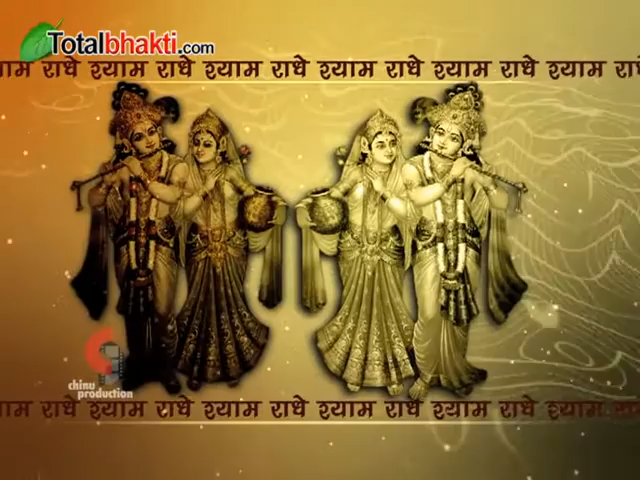 Totalbhakti.com
श्याम राधे श्याम राधे श्याम राधे श्याम राधे श्याम राधे श्याम
chinu
production
श्याम राधे श्याम राधे श्याम राधे श्याम राधे श्याम राधे श्याम